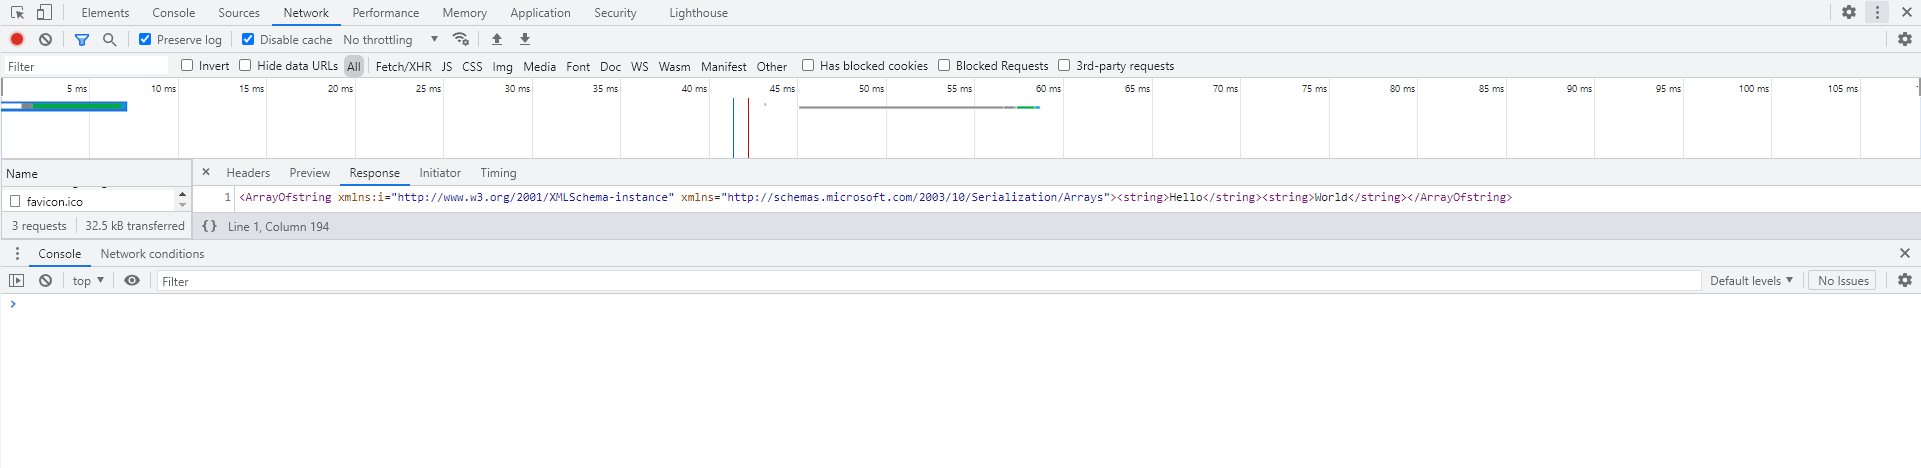 Elements Console Sources Network Performance Memory Application Security Lighthouse
Preserve log Disable cache No throttling
Filter Invert Hide data URLs All Fetch/XHR JS CSS Img Media Font Doc WS Wasm Manifest Other Has blocked cookies Blocked Requests 3rd-party requests
5 ms 10 ms 15 ms 20 ms 25 ms 30 ms 35 ms 40 ms 45 ms 50 ms 55 ms 60 ms 65 ms 70 ms 75 ms 80 ms 85 ms 90 ms 95 ms 100 ms 105 ms
Name Headers Preview Response Initiator Timing
favicon.ico 1 <ArrayOfstring xmlns:i="http://www.w3.org/2001/XMLSchema-instance" xmlns="http://schemas.microsoft.com/2003/10/Serialization/Arrays"><string>Hello</string><string>World</string></ArrayOfstring>
3 requests 32.5 kB transferred {} Line 1, Column 194
Console Network conditions
top Filter Default levels No Issues